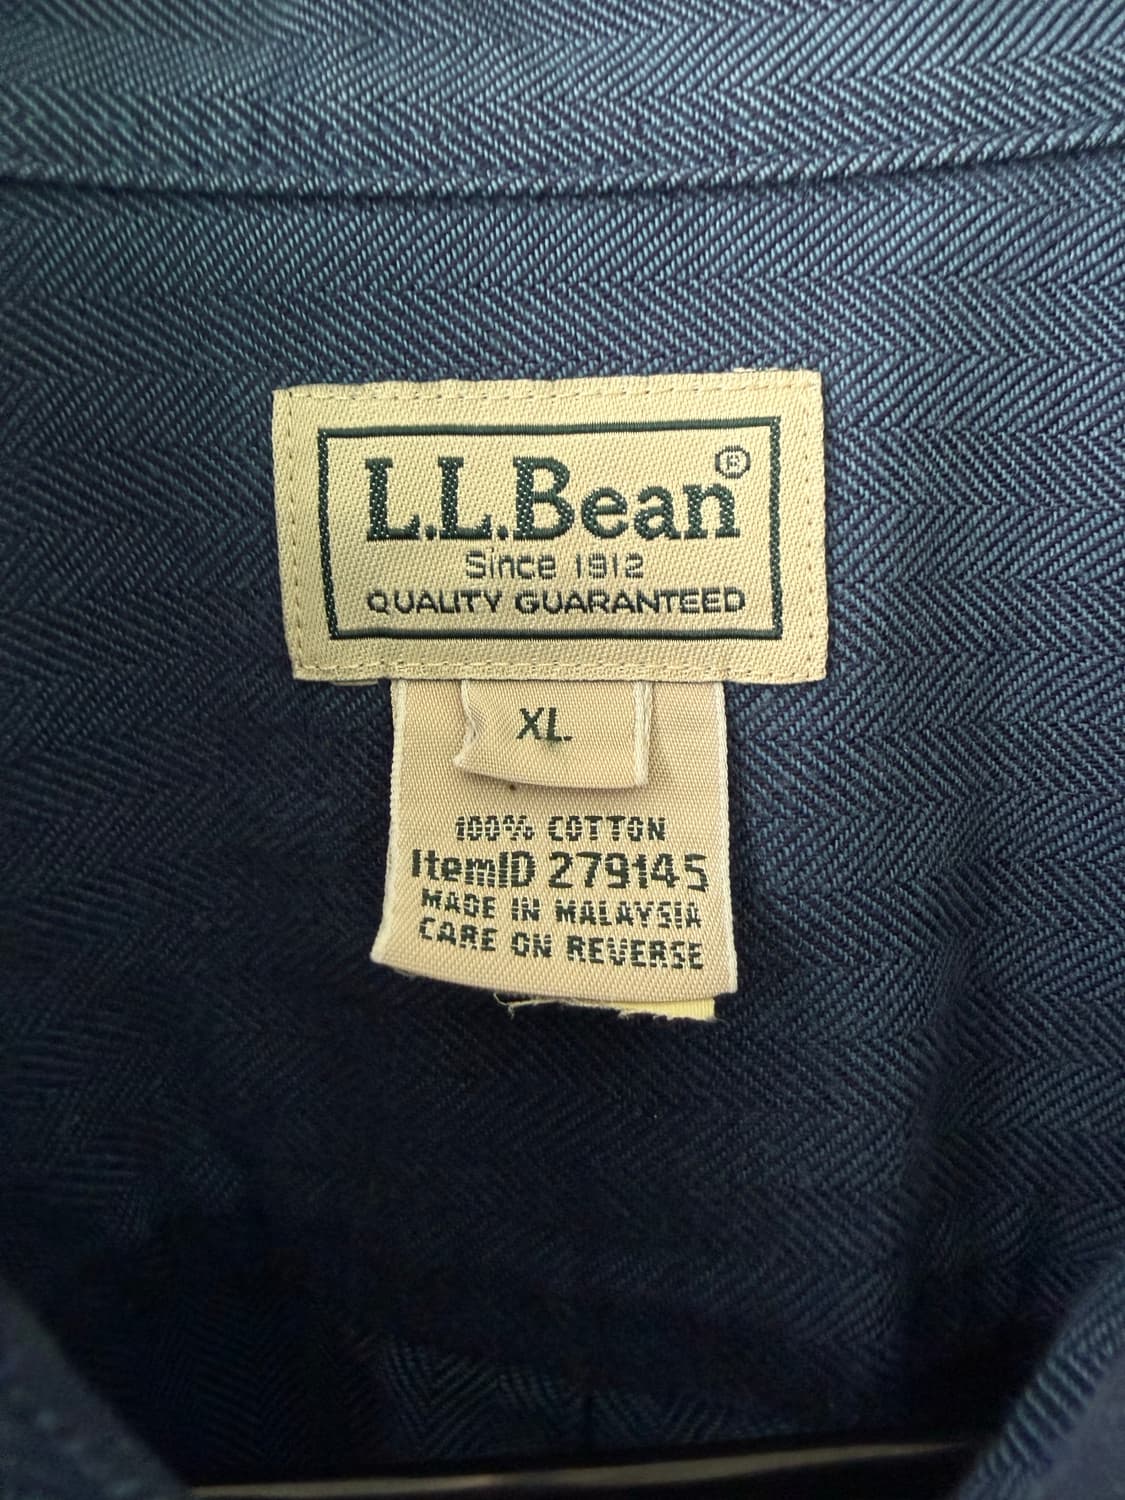 L.L.Bean®
Since 1912
QUALITY GUARANTEED
XL
100% COTTON
ItemID 279145
MADE IN MALAYSIA
CARE ON REVERSE